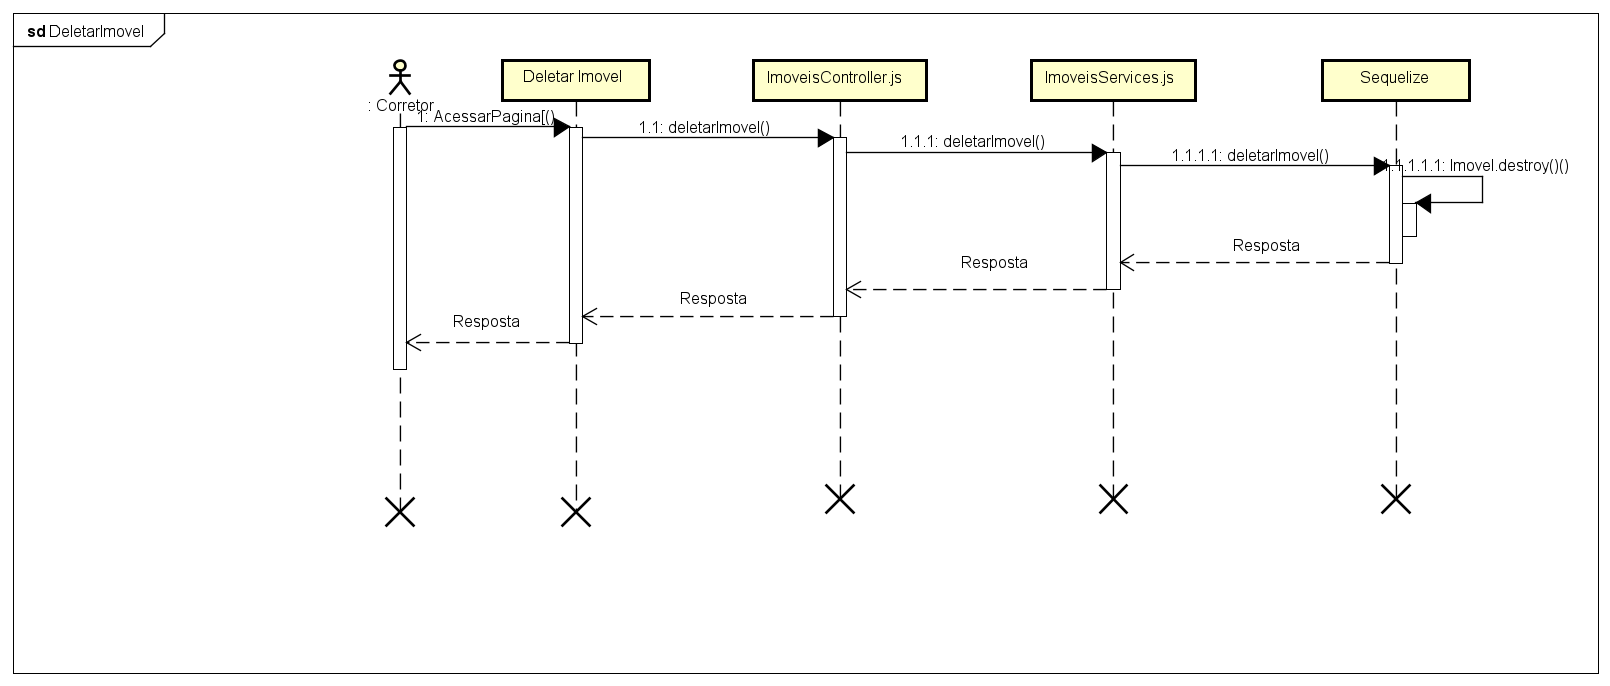 sd DeletarImovel
: Corretor
Deletar Imovel
ImoveisController.js
ImoveisServices.js
Sequelize
1: AcessarPagina[()
1.1: deletarImovel()
1.1.1: deletarImovel()
1.1.1.1: deletarImovel()
1.1.1.1.1: Imovel.destroy()()
Resposta
Resposta
Resposta
Resposta